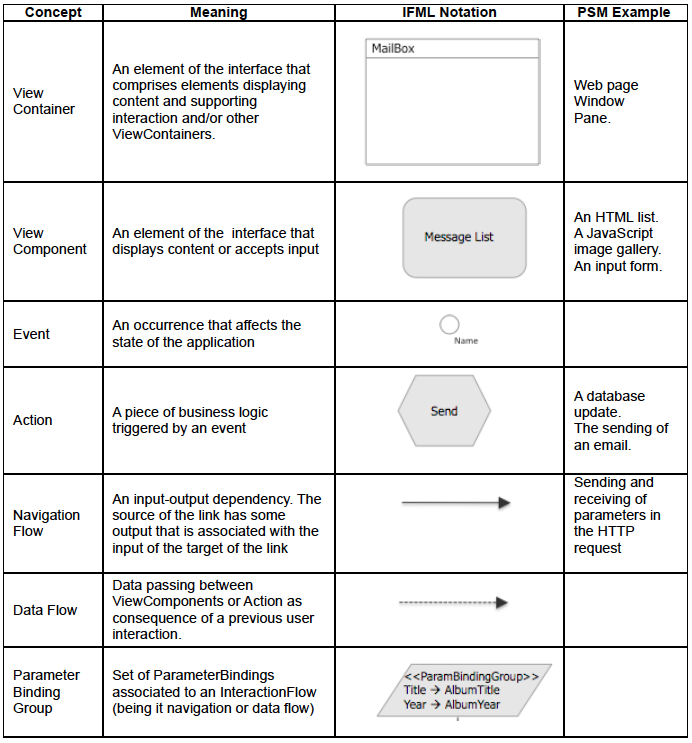 Concept Meaning IFML Notation PSM Example
View
Container
An element of the interface that
comprises elements displaying
content and supporting
interaction and/or other
ViewContainers.
MailBox
Web page
Window
Pane.
View
Component
An element of the  interface that
displays content or accepts input
Message List
An HTML list.
A JavaScript
image gallery.
An input form.
Event
An occurrence that affects the
state of the application
Name
Action
A piece of business logic
triggered by an event
Send
A database
update.
The sending of
an email.
Navigation
Flow
An input-output dependency. The
source of the link has some
output that is associated with the
input of the target of the link
Sending and
receiving of
parameters in
the HTTP
request
Data Flow
Data passing between
ViewComponents or Action as
consequence of a previous user
interaction.
Parameter
Binding
Group
Set of ParameterBindings
associated to an InteractionFlow
(being it navigation or data flow)
<<ParamBindingGroup>>
Title → AlbumTitle
Year → AlbumYear